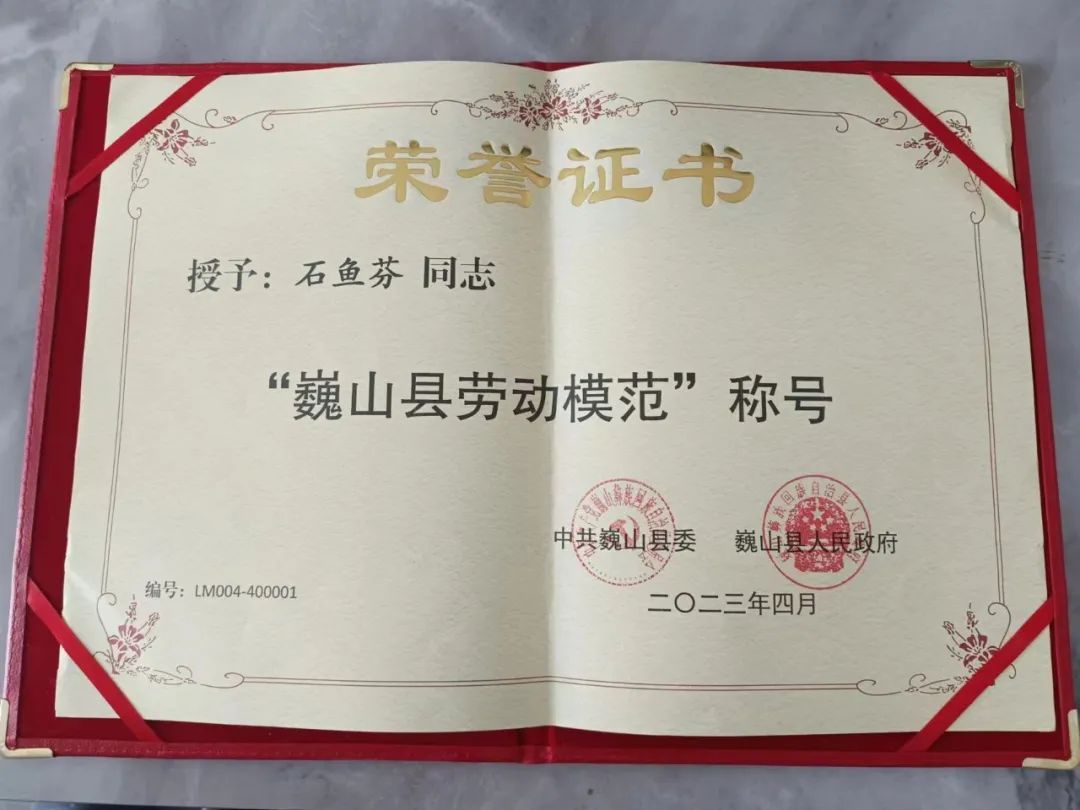 荣誉证书
授予：石鱼芬 同志
“巍山县劳动模范”称号
中共巍山县委 巍山县人民政府
编号：LM004-400001
二〇二三年四月